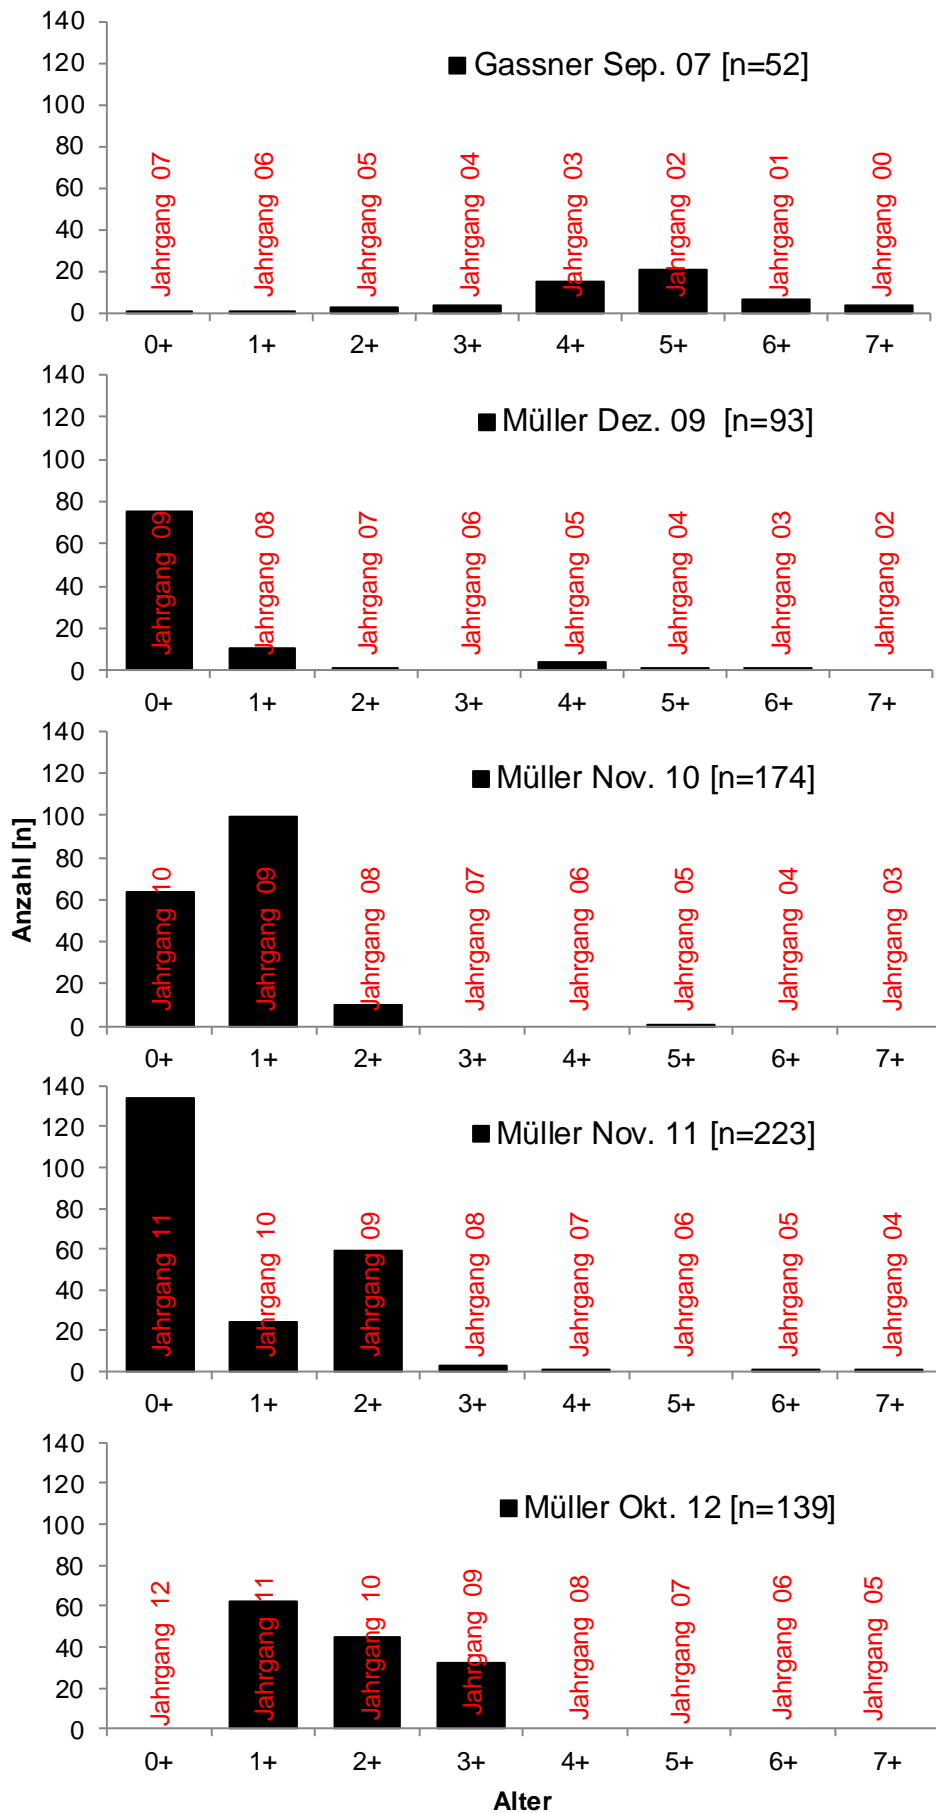 140
120
100
80
60
40
20
0
Gassner Sep. 07 [n=52]
Jahrgang 07
Jahrgang 06
Jahrgang 05
Jahrgang 04
Jahrgang 03
Jahrgang 02
Jahrgang 01
Jahrgang 00
0+ 1+ 2+ 3+ 4+ 5+ 6+ 7+
140
120
100
80
60
40
20
0
Müller Dez. 09 [n=93]
Jahrgang 09
Jahrgang 08
Jahrgang 07
Jahrgang 06
Jahrgang 05
Jahrgang 04
Jahrgang 03
Jahrgang 02
0+ 1+ 2+ 3+ 4+ 5+ 6+ 7+
Anzahl [n]
140
120
100
80
60
40
20
0
Müller Nov. 10 [n=174]
Jahrgang 10
Jahrgang 09
Jahrgang 08
Jahrgang 07
Jahrgang 06
Jahrgang 05
Jahrgang 04
Jahrgang 03
0+ 1+ 2+ 3+ 4+ 5+ 6+ 7+
140
120
100
80
60
40
20
0
Müller Nov. 11 [n=223]
Jahrgang 11
Jahrgang 10
Jahrgang 09
Jahrgang 08
Jahrgang 07
Jahrgang 06
Jahrgang 05
Jahrgang 04
0+ 1+ 2+ 3+ 4+ 5+ 6+ 7+
140
120
100
80
60
40
20
0
Müller Okt. 12 [n=139]
Jahrgang 12
Jahrgang 11
Jahrgang 10
Jahrgang 09
Jahrgang 08
Jahrgang 07
Jahrgang 06
Jahrgang 05
0+ 1+ 2+ 3+ 4+ 5+ 6+ 7+
Alter